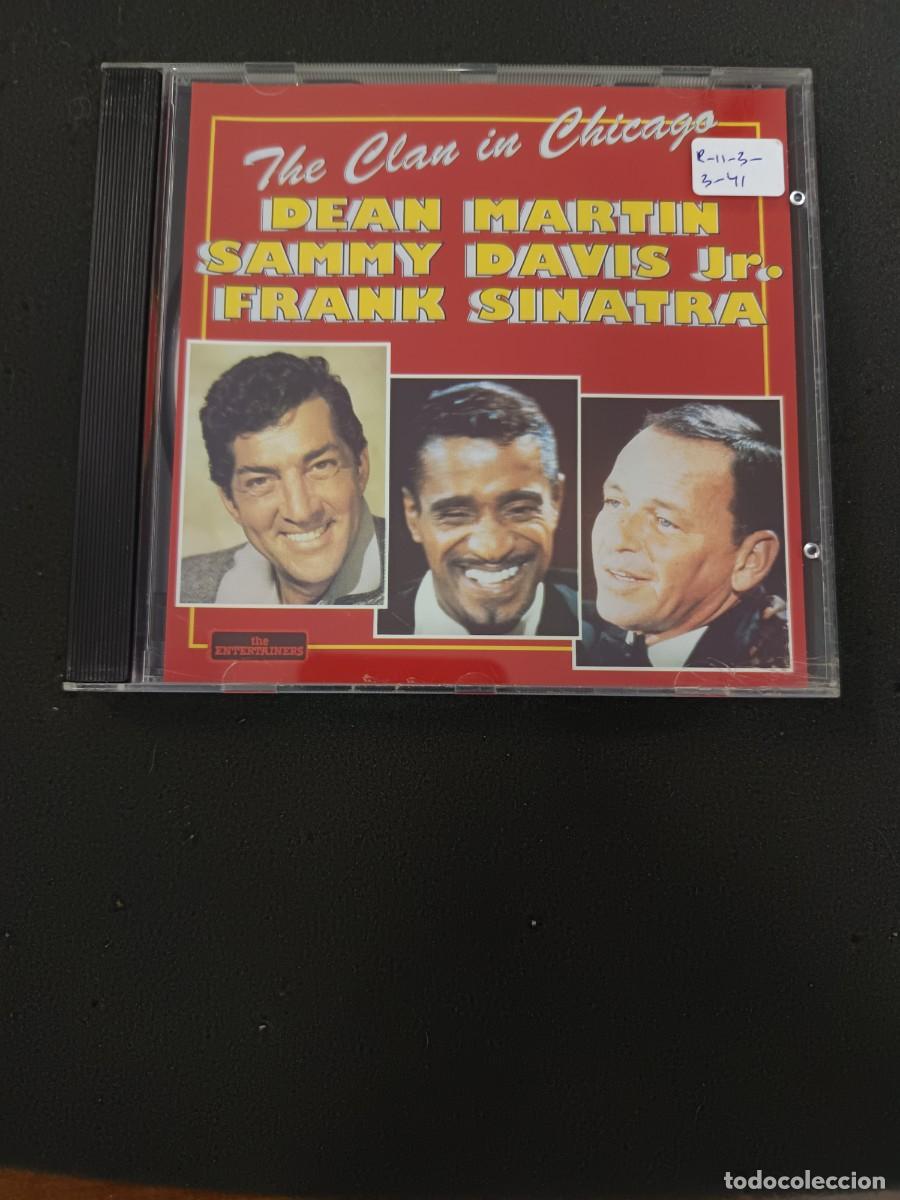 The Clan in Chicago
R-11-3-
3-41
DEAN MARTIN
SAMMY DAVIS Jr.
FRANK SINATRA
the
ENTERTAINERS
todocoleccion